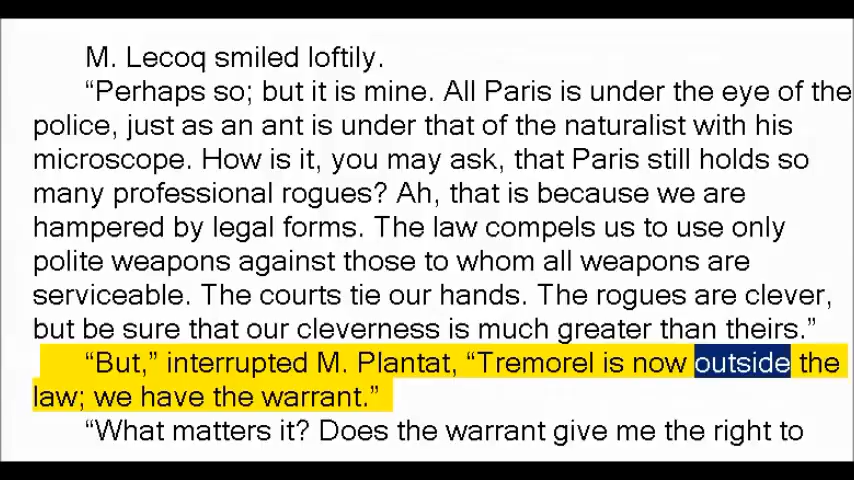 M. Lecoq smiled loftily.
“Perhaps so; but it is mine. All Paris is under the eye of the
police, just as an ant is under that of the naturalist with his
microscope. How is it, you may ask, that Paris still holds so
many professional rogues? Ah, that is because we are
hampered by legal forms. The law compels us to use only
polite weapons against those to whom all weapons are
serviceable. The courts tie our hands. The rogues are clever,
but be sure that our cleverness is much greater than theirs.”
“But,” interrupted M. Plantat, “Tremorel is now outside the
law; we have the warrant.”
“What matters it? Does the warrant give me the right to